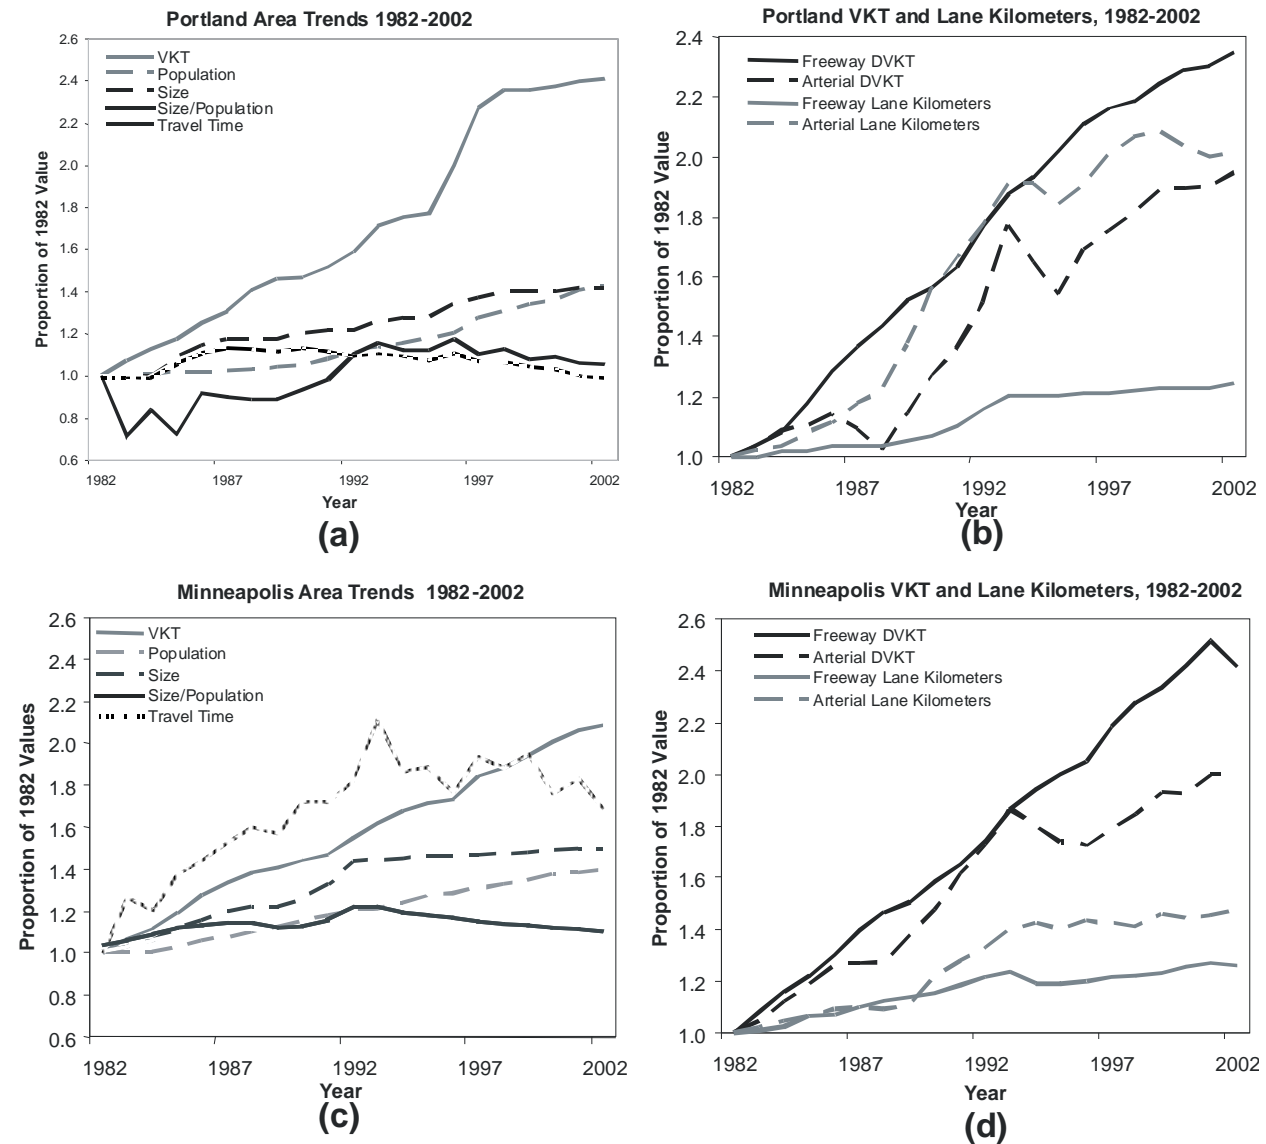 Portland Area Trends 1982-2002
2.6
2.4
2.2
2.0
1.8
1.6
1.4
1.2
1.0
0.8
0.6
Proportion of 1982 Value
VKT
Population
Size
Size/Population
Travel Time
1982 1987 1992 1997 2002
Year
(a)
Portland VKT and Lane Kilometers, 1982-2002
2.4
2.2
2.0
1.8
1.6
1.4
1.2
1.0
Proportion of 1982 Value
Freeway DVKT
Arterial DVKT
Freeway Lane Kilometers
Arterial Lane Kilometers
1982 1987 1992 1997 2002
Year
(b)
Minneapolis Area Trends 1982-2002
2.6
2.4
2.2
2.0
1.8
1.6
1.4
1.2
1.0
0.8
0.6
Proportion of 1982 Values
VKT
Population
Size
Size/Population
Travel Time
1982 1987 1992 1997 2002
Year
(c)
Minneapolis VKT and Lane Kilometers, 1982-2002
2.6
2.4
2.2
2.0
1.8
1.6
1.4
1.2
1.0
Proportion of 1982 Value
Freeway DVKT
Arterial DVKT
Freeway Lane Kilometers
Arterial Lane Kilometers
1982 1987 1992 1997 2002
Year
(d)